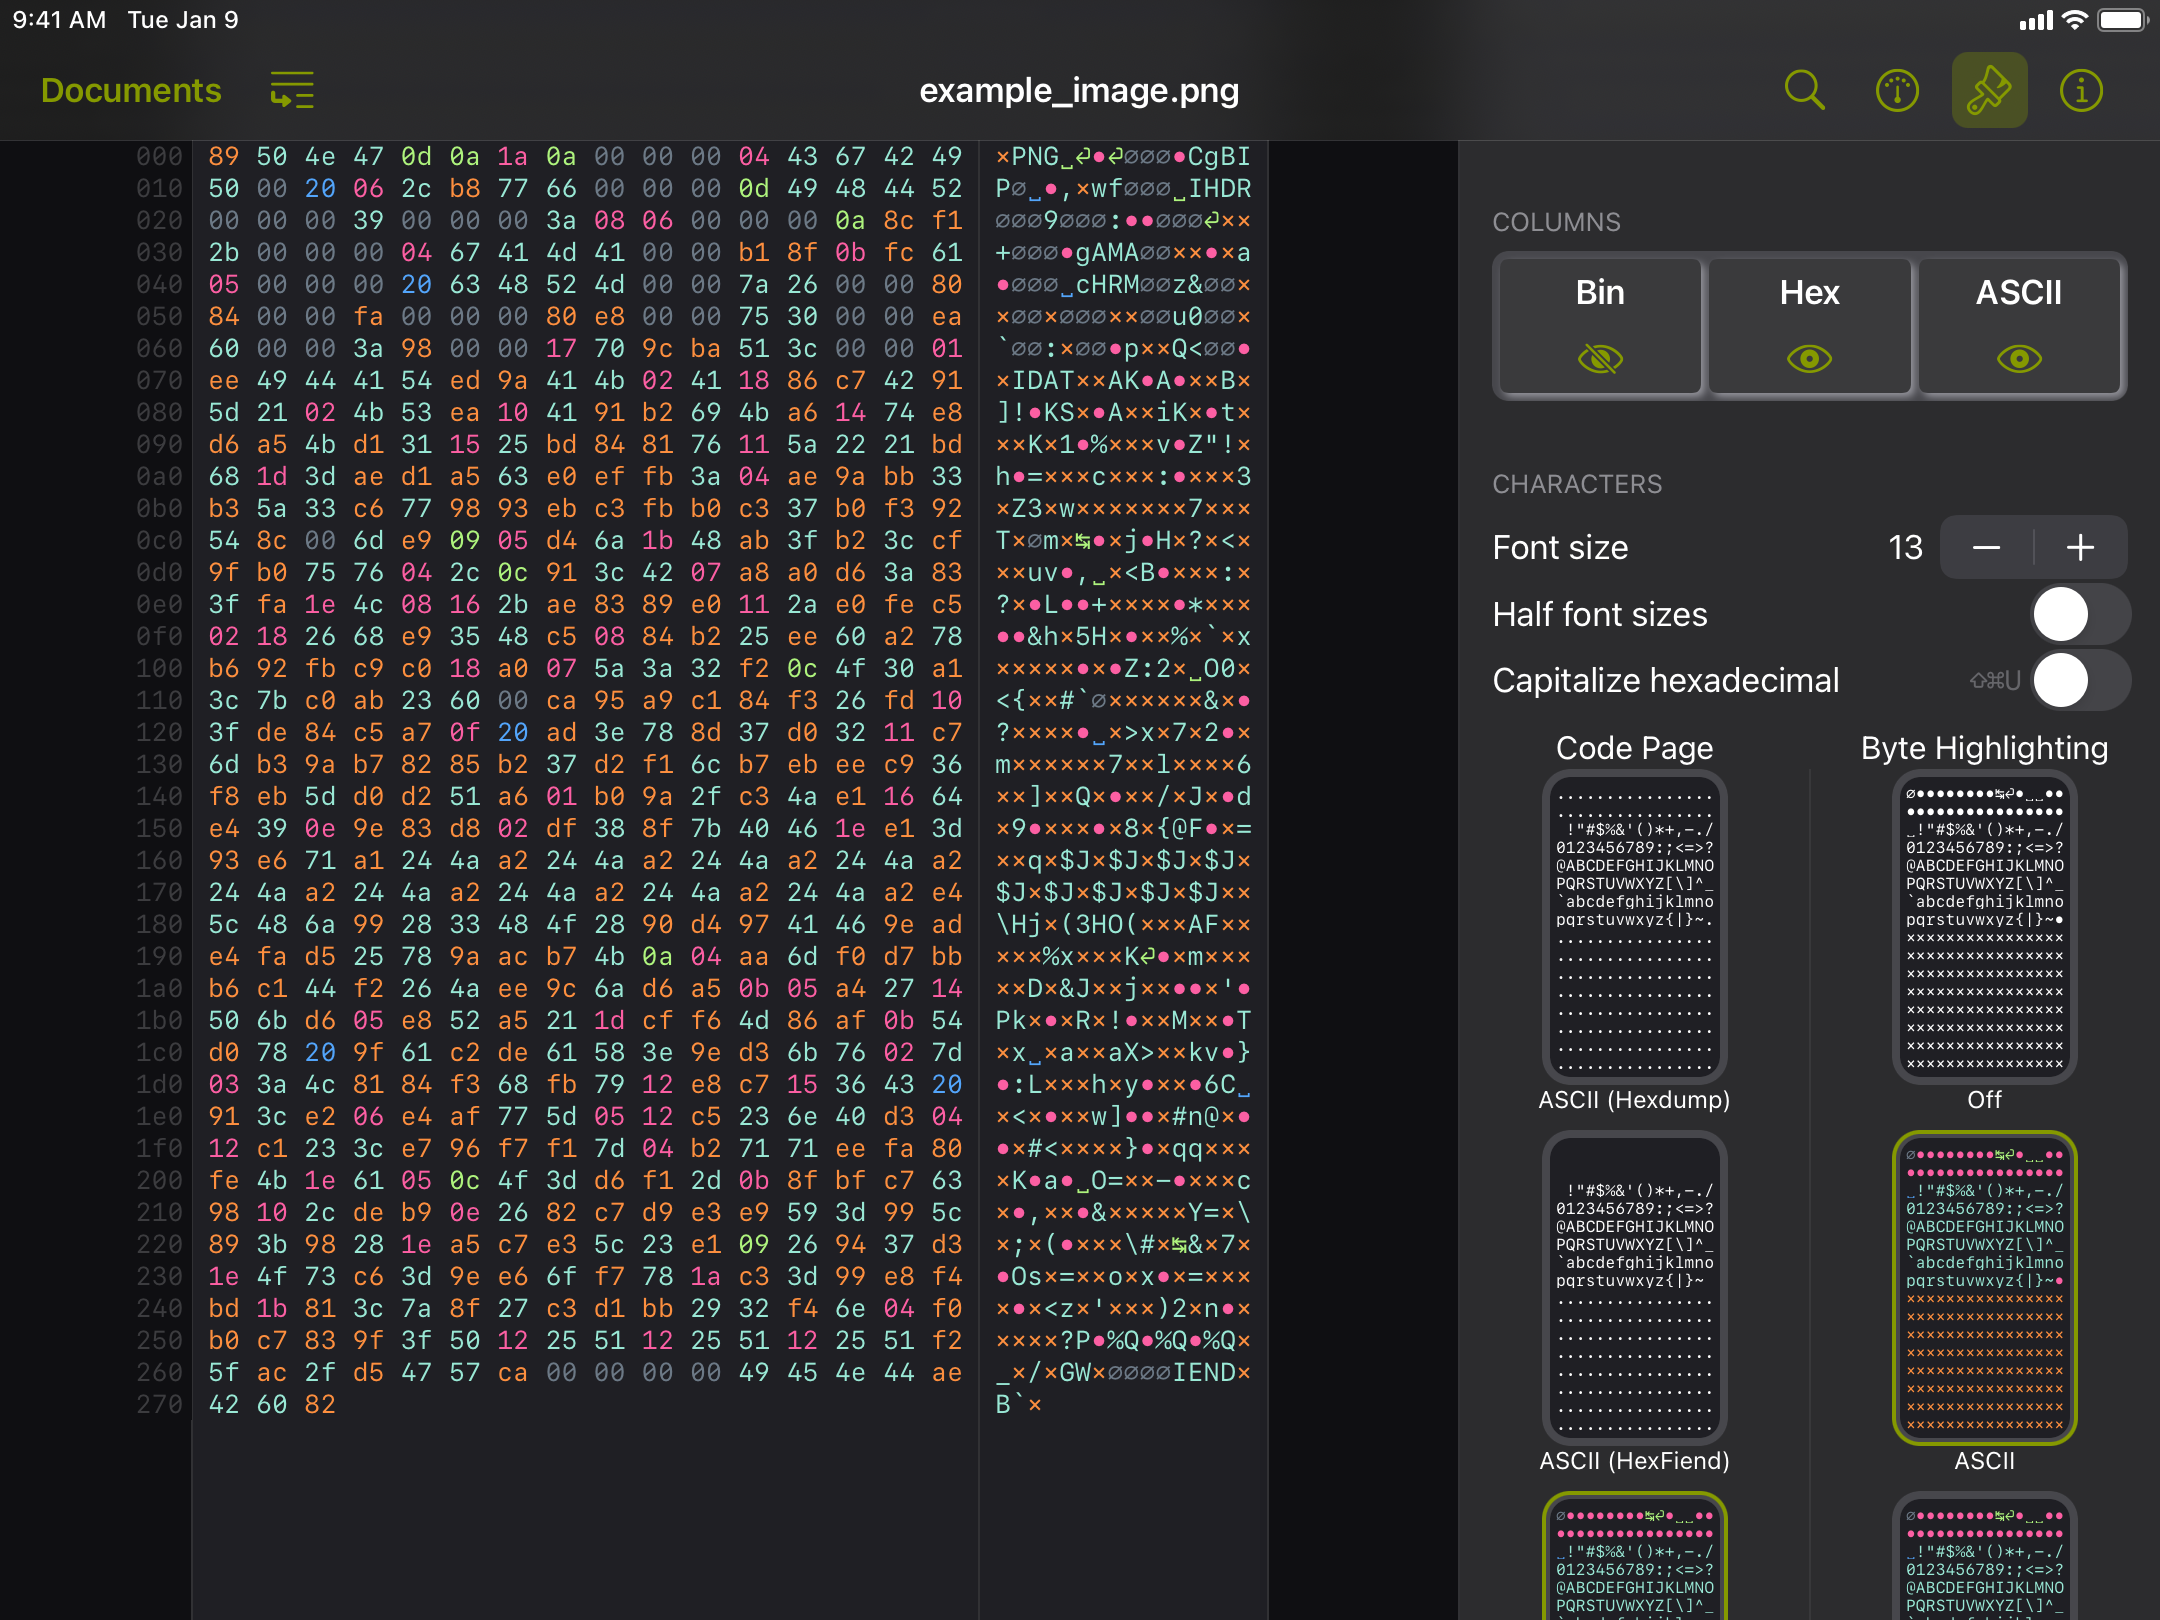 9:41 AM Tue Jan 9
Documents
example_image.png
000 89 50 4e 47 0d 0a 1a 0a 00 00 00 04 43 67 42 49 ×PNG␣⏎•⏎∅∅∅•CgBI
010 50 00 20 06 2c b8 77 66 00 00 00 0d 49 48 44 52 P∅␣•,×wf∅∅∅␣IHDR
020 00 00 00 39 00 00 00 3a 08 06 00 00 00 0a 8c f1 ∅∅∅9∅∅∅:••∅∅∅⏎××
030 2b 00 00 00 04 67 41 4d 41 00 00 b1 8f 0b fc 61 +∅∅∅•gAMA∅∅××•×a
040 05 00 00 00 20 63 48 52 4d 00 00 7a 26 00 00 80 •∅∅∅␣cHRM∅∅z&∅∅×
050 84 00 00 fa 00 00 00 80 e8 00 00 75 30 00 00 ea ×∅∅×∅∅∅××∅∅u0∅∅×
060 60 00 00 3a 98 00 00 17 70 9c ba 51 3c 00 00 01 `∅∅:×∅∅•p××Q<∅∅•
070 ee 49 44 41 54 ed 9a 41 4b 02 41 18 86 c7 42 91 ×IDAT××AK•A•××B×
080 5d 21 02 4b 53 ea 10 41 91 b2 69 4b a6 14 74 e8 ]!•KS×•A××iK×•t×
090 d6 a5 4b d1 31 15 25 bd 84 81 76 11 5a 22 21 bd ××K×1•%×××v•Z"!×
0a0 68 1d 3d ae d1 a5 63 e0 ef fb 3a 04 ae 9a bb 33 h•=×××c×××:•×××3
0b0 b3 5a 33 c6 77 98 93 eb c3 fb b0 c3 37 b0 f3 92 ×Z3×w×××××××7×××
0c0 54 8c 00 6d e9 09 05 d4 6a 1b 48 ab 3f b2 3c cf T×∅m×↹•×j•H×?×<×
0d0 9f b0 75 76 04 2c 0c 91 3c 42 07 a8 a0 d6 3a 83 ××uv•,␣×<B•×××:×
0e0 3f fa 1e 4c 08 16 2b ae 83 89 e0 11 2a e0 fe c5 ?×•L••+××××•*×××
0f0 02 18 26 68 e9 35 48 c5 08 84 b2 25 ee 60 a2 78 ••&h×5H×•××%×`×x
100 b6 92 fb c9 c0 18 a0 07 5a 3a 32 f2 0c 4f 30 a1 ×××××•×•Z:2×␣O0×
110 3c 7b c0 ab 23 60 00 ca 95 a9 c1 84 f3 26 fd 10 <{××#`∅××××××&×•
120 3f de 84 c5 a7 0f 20 ad 3e 78 8d 37 d0 32 11 c7 ?××××•␣×>x×7×2•×
130 6d b3 9a b7 82 85 b2 37 d2 f1 6c b7 eb ee c9 36 m××××××7××l××××6
140 f8 eb 5d d0 d2 51 a6 01 b0 9a 2f c3 4a e1 16 64 ××]××Q×•××/×J×•d
150 e4 39 0e 9e 83 d8 02 df 38 8f 7b 40 46 1e e1 3d ×9•×××•×8×{@F•×=
160 93 e6 71 a1 24 4a a2 24 4a a2 24 4a a2 24 4a a2 ××q×$J×$J×$J×$J×
170 24 4a a2 24 4a a2 24 4a a2 24 4a a2 24 4a a2 e4 $J×$J×$J×$J×$J××
180 5c 48 6a 99 28 33 48 4f 28 90 d4 97 41 46 9e ad \Hj×(3HO(×××AF××
190 e4 fa d5 25 78 9a ac b7 4b 0a 04 aa 6d f0 d7 bb ×××%x×××K⏎•×m×××
1a0 b6 c1 44 f2 26 4a ee 9c 6a d6 a5 0b 05 a4 27 14 ××D×&J××j××••×'•
1b0 50 6b d6 05 e8 52 a5 21 1d cf f6 4d 86 af 0b 54 Pk×•×R×!•××M××•T
1c0 d0 78 20 9f 61 c2 de 61 58 3e 9e d3 6b 76 02 7d ×x␣×a××aX>××kv•}
1d0 03 3a 4c 81 84 f3 68 fb 79 12 e8 c7 15 36 43 20 •:L×××h×y•××•6C␣
1e0 91 3c e2 06 e4 af 77 5d 05 12 c5 23 6e 40 d3 04 ×<×•××w]••×#n@×•
1f0 12 c1 23 3c e7 96 f7 f1 7d 04 b2 71 71 ee fa 80 •×#<××××}•×qq×××
200 fe 4b 1e 61 05 0c 4f 3d d6 f1 2d 0b 8f bf c7 63 ×K•a•␣O=××-•×××c
210 98 10 2c de b9 0e 26 82 c7 d9 e3 e9 59 3d 99 5c ×•,××•&×××××Y=×\
220 89 3b 98 28 1e a5 c7 e3 5c 23 e1 09 26 94 37 d3 ×;×(•×××\#×↹&×7×
230 1e 4f 73 c6 3d 9e e6 6f f7 78 1a c3 3d 99 e8 f4 •Os×=××o×x•×=×××
240 bd 1b 81 3c 7a 8f 27 c3 d1 bb 29 32 f4 6e 04 f0 ×•×<z×'×××)2×n•×
250 b0 c7 83 9f 3f 50 12 25 51 12 25 51 12 25 51 f2 ××××?P•%Q•%Q•%Q×
260 5f ac 2f d5 47 57 ca 00 00 00 00 49 45 4e 44 ae _×/×GW×∅∅∅∅IEND×
270 42 60 82 B`×
COLUMNS
Bin Hex ASCII
CHARACTERS
Font size 13 − +
Half font sizes
Capitalize hexadecimal ⇧⌘U
Code Page
................
................
 !"#$%&'()*+,-./
0123456789:;<=>?
@ABCDEFGHIJKLMNO
PQRSTUVWXYZ[\]^_
`abcdefghijklmno
pqrstuvwxyz{|}~.
................
................
................
................
................
................
................
................
ASCII (Hexdump)
 !"#$%&'()*+,-./
0123456789:;<=>?
@ABCDEFGHIJKLMNO
PQRSTUVWXYZ[\]^_
`abcdefghijklmno
pqrstuvwxyz{|}~
................
................
................
................
................
................
................
................
ASCII (HexFiend)
∅••••••••↹⏎•␣␣••
••••••••••••••••
␣!"#$%&'()*+,-./
0123456789:;<=>?
@ABCDEFGHIJKLMNO
PQRSTUVWXYZ[\]^_
Byte Highlighting
∅••••••••↹⏎•␣␣••
••••••••••••••••
␣!"#$%&'()*+,-./
0123456789:;<=>?
@ABCDEFGHIJKLMNO
PQRSTUVWXYZ[\]^_
`abcdefghijklmno
pqrstuvwxyz{|}~•
××××××××××××××××
××××××××××××××××
××××××××××××××××
××××××××××××××××
××××××××××××××××
××××××××××××××××
××××××××××××××××
××××××××××××××××
Off
∅••••••••↹⏎•␣␣••
••••••••••••••••
␣!"#$%&'()*+,-./
0123456789:;<=>?
@ABCDEFGHIJKLMNO
PQRSTUVWXYZ[\]^_
`abcdefghijklmno
pqrstuvwxyz{|}~•
××××××××××××××××
××××××××××××××××
××××××××××××××××
××××××××××××××××
××××××××××××××××
××××××××××××××××
××××××××××××××××
××××××××××××××××
ASCII
∅••••••••↹⏎•␣␣••
••••••••••••••••
␣!"#$%&'()*+,-./
0123456789:;<=>?
@ABCDEFGHIJKLMNO
PQRSTUVWXYZ[\]^_